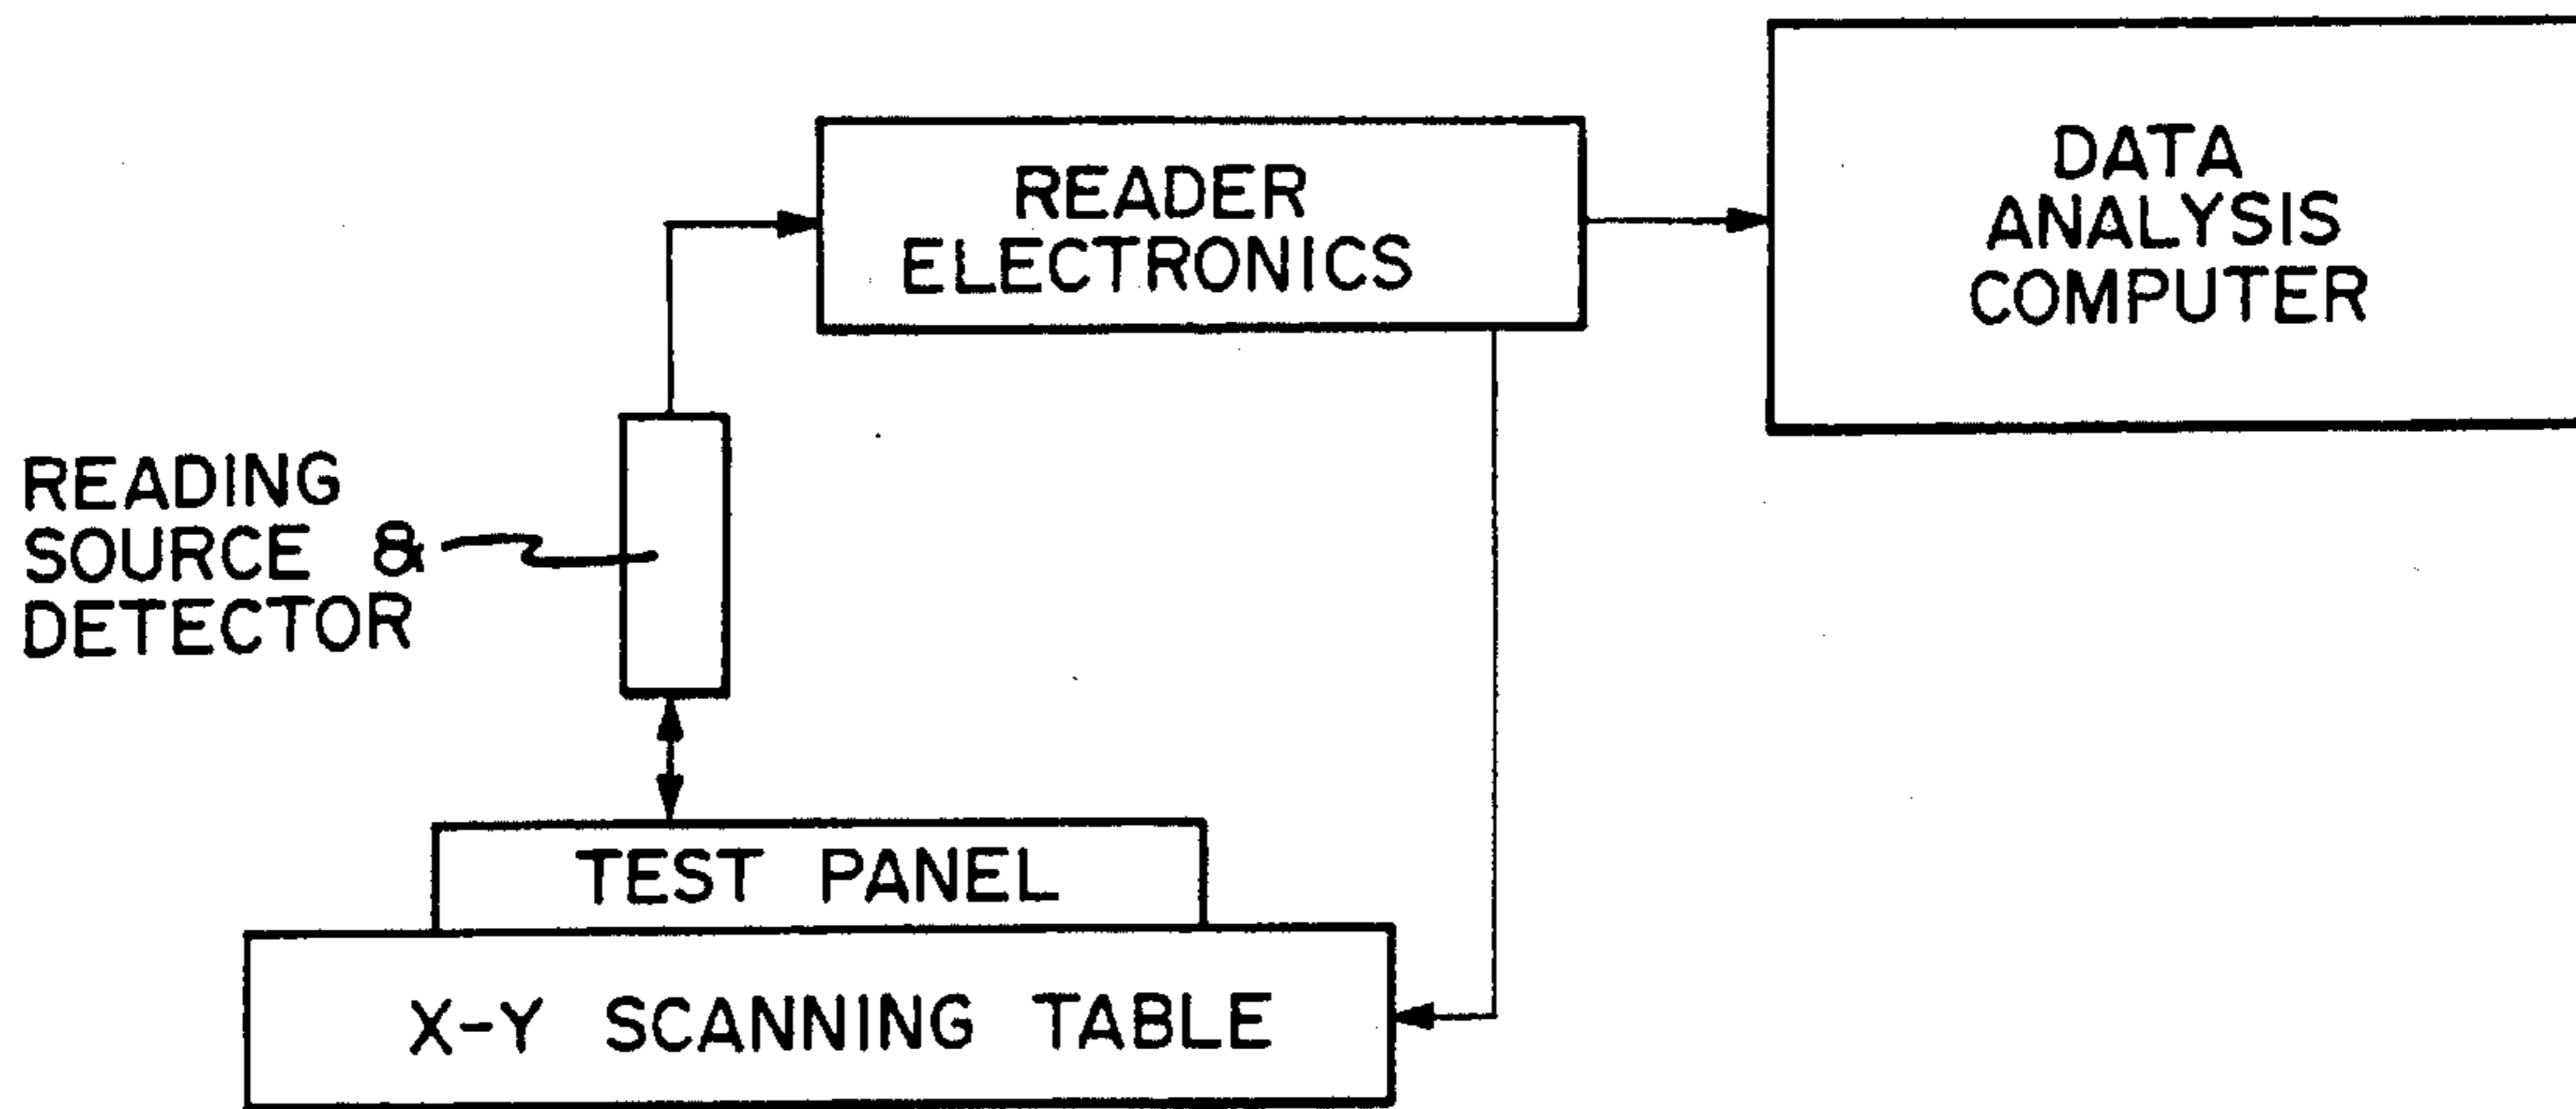 READER
ELECTRONICS
DATA
ANALYSIS
COMPUTER
READING
SOURCE &
DETECTOR
TEST PANEL
X-Y SCANNING TABLE